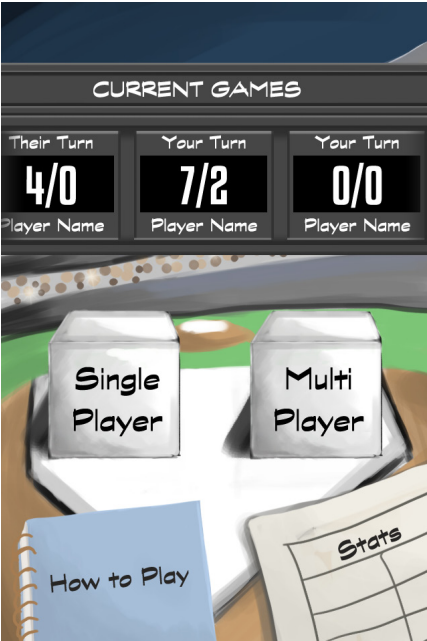 CURRENT GAMES
Their Turn
4/0
Player Name
Your Turn
7/2
Player Name
Your Turn
0/0
Player Name
Single
Player
Multi
Player
How to Play
Stats